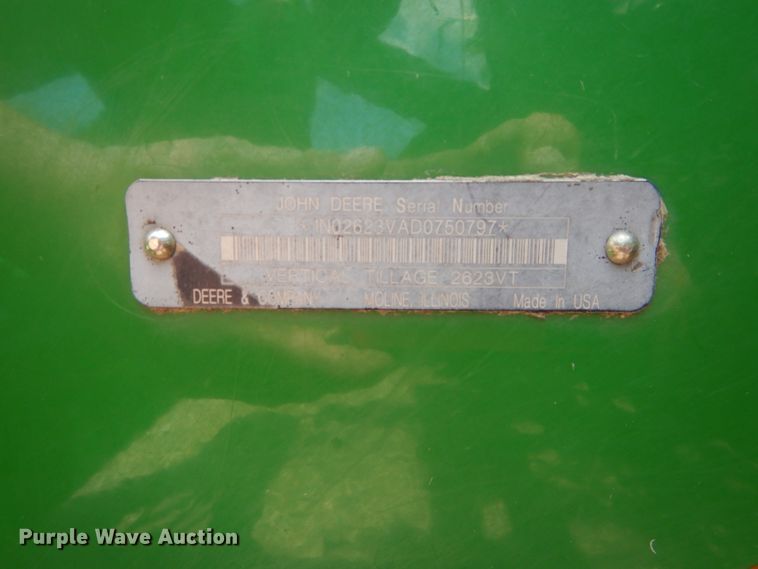 JOHN DEERE Serial Number
*1N02623VAD0750797*
VERTICAL TILLAGE 2623VT
DEERE & COMPANY MOLINE, ILLINOIS Made In USA
Purple Wave Auction